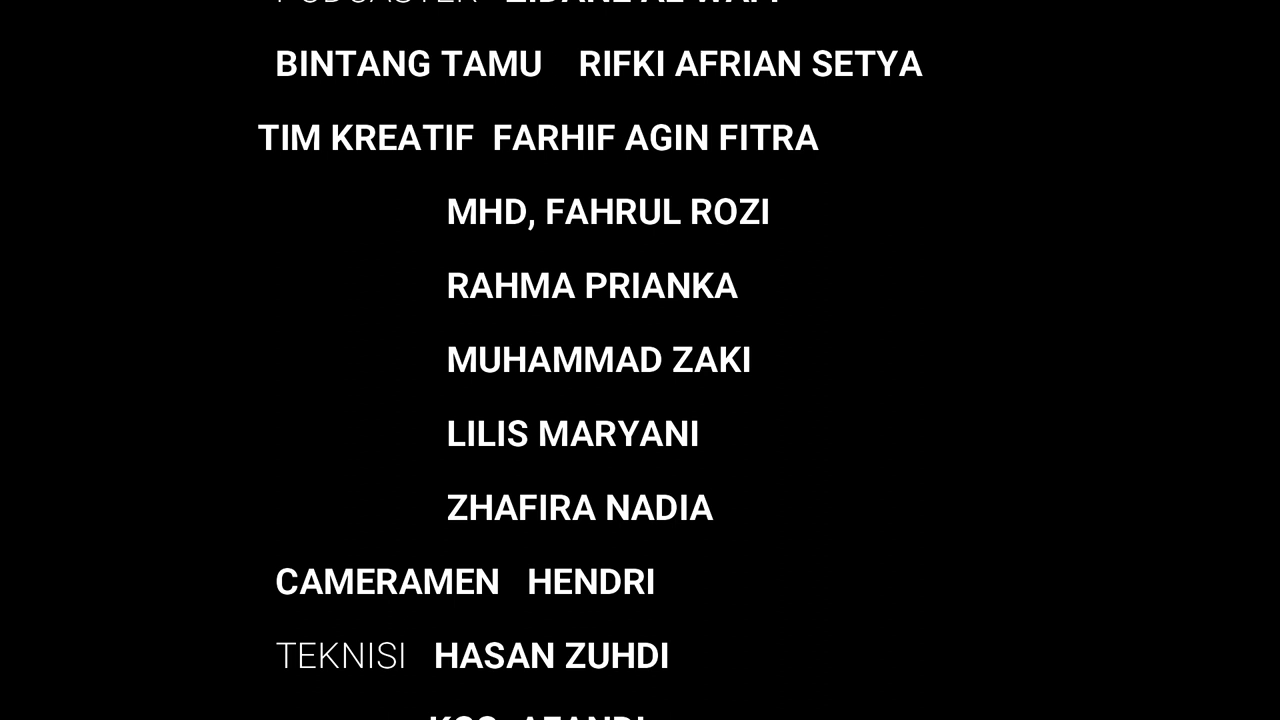 BINTANG TAMU RIFKI AFRIAN SETYA
TIM KREATIF FARHIF AGIN FITRA
MHD, FAHRUL ROZI
RAHMA PRIANKA
MUHAMMAD ZAKI
LILIS MARYANI
ZHAFIRA NADIA
CAMERAMEN HENDRI
TEKNISI HASAN ZUHDI